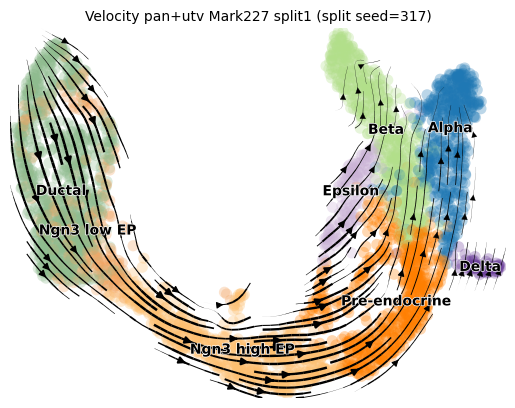 Velocity pan+utv Mark227 split1 (split seed=317)
Beta
Alpha
Ductal
Epsilon
Ngn3 low EP
Delta
Pre-endocrine
Ngn3 high EP